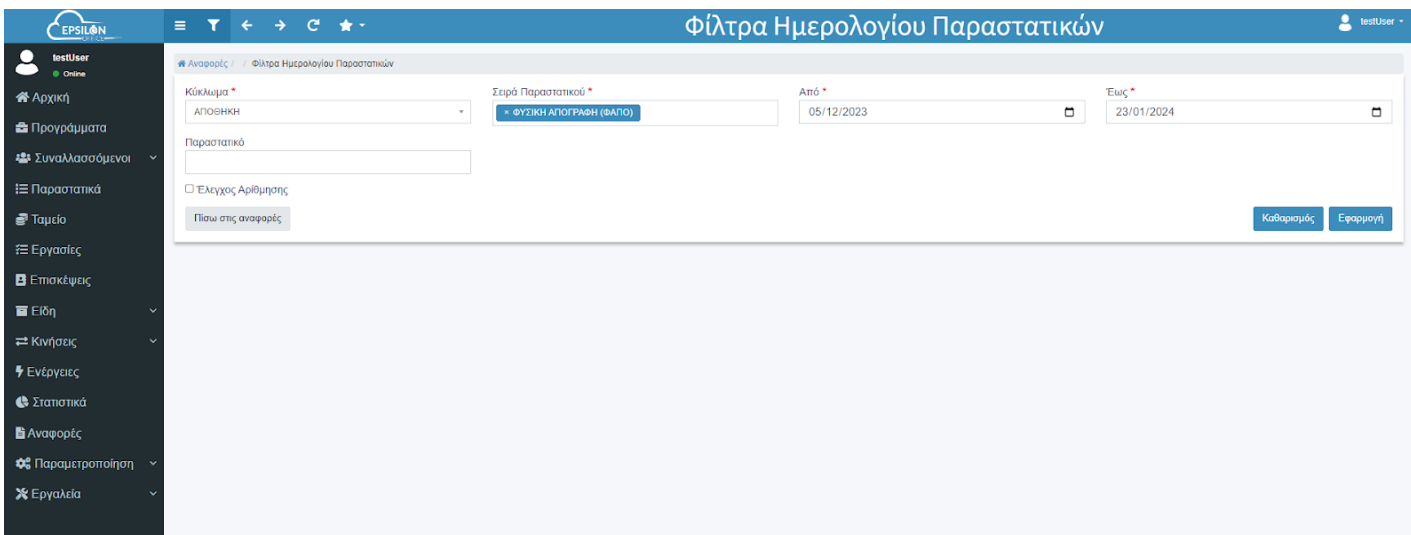 EPSILON
OFFICE
Φίλτρα Ημερολογίου Παραστατικών
testUser
testUser
Online
Αναφορές / / Φίλτρα Ημερολογίου Παραστατικών
Αρχική
Προγράμματα
Συναλλασσόμενοι
Παραστατικά
Ταμείο
Εργασίες
Επισκέψεις
Είδη
Κινήσεις
Ενέργειες
Στατιστικά
Αναφορές
Παραμετροποίηση
Εργαλεία
Κύκλωμα *
ΑΠΟΘΗΚΗ
Σειρά Παραστατικού *
× ΦΥΣΙΚΗ ΑΠΟΓΡΑΦΗ (ΦΑΠΟ)
Από *
05/12/2023
Έως *
23/01/2024
Παραστατικό
Έλεγχος Αρίθμησης
Πίσω στις αναφορές
Καθαρισμός
Εφαρμογή